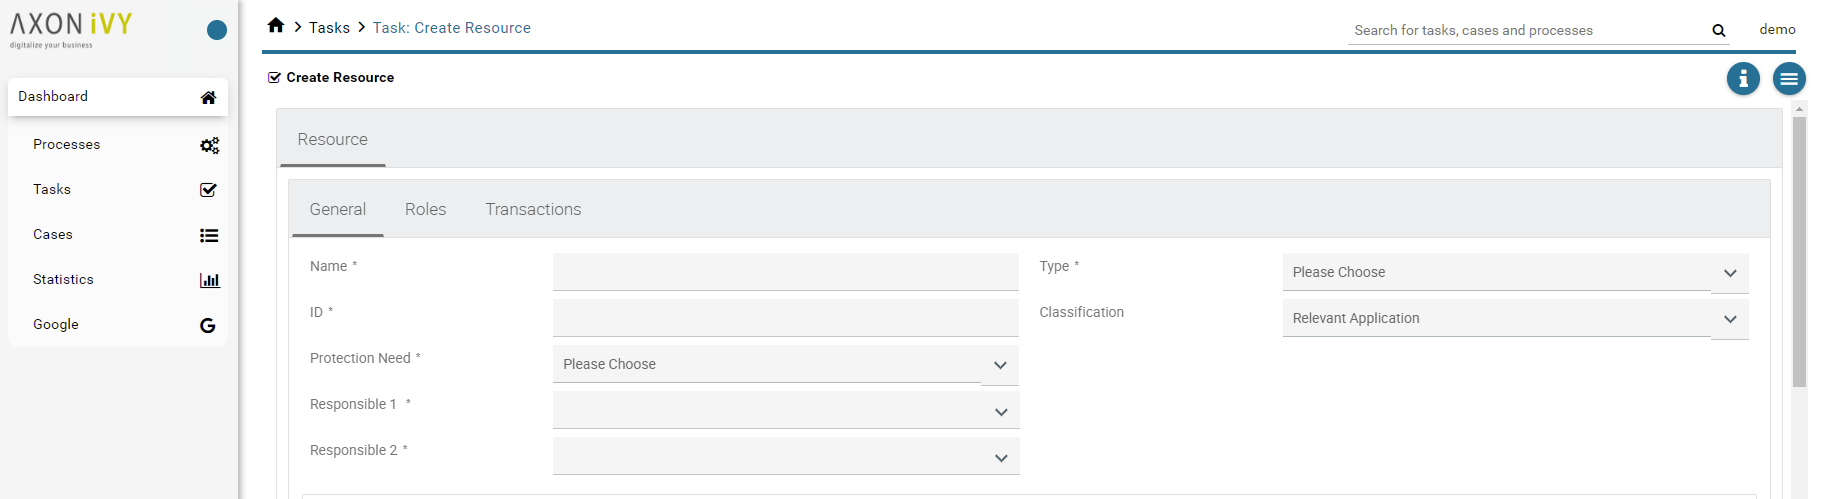 AXON iVY
digitalize your business
Dashboard
Processes
Tasks
Cases
Statistics
Google
Tasks Task: Create Resource
Search for tasks, cases and processes
demo
Create Resource
Resource
General Roles Transactions
Name *
Type * Please Choose
ID *
Classification Relevant Application
Protection Need * Please Choose
Responsible 1 *
Responsible 2 *